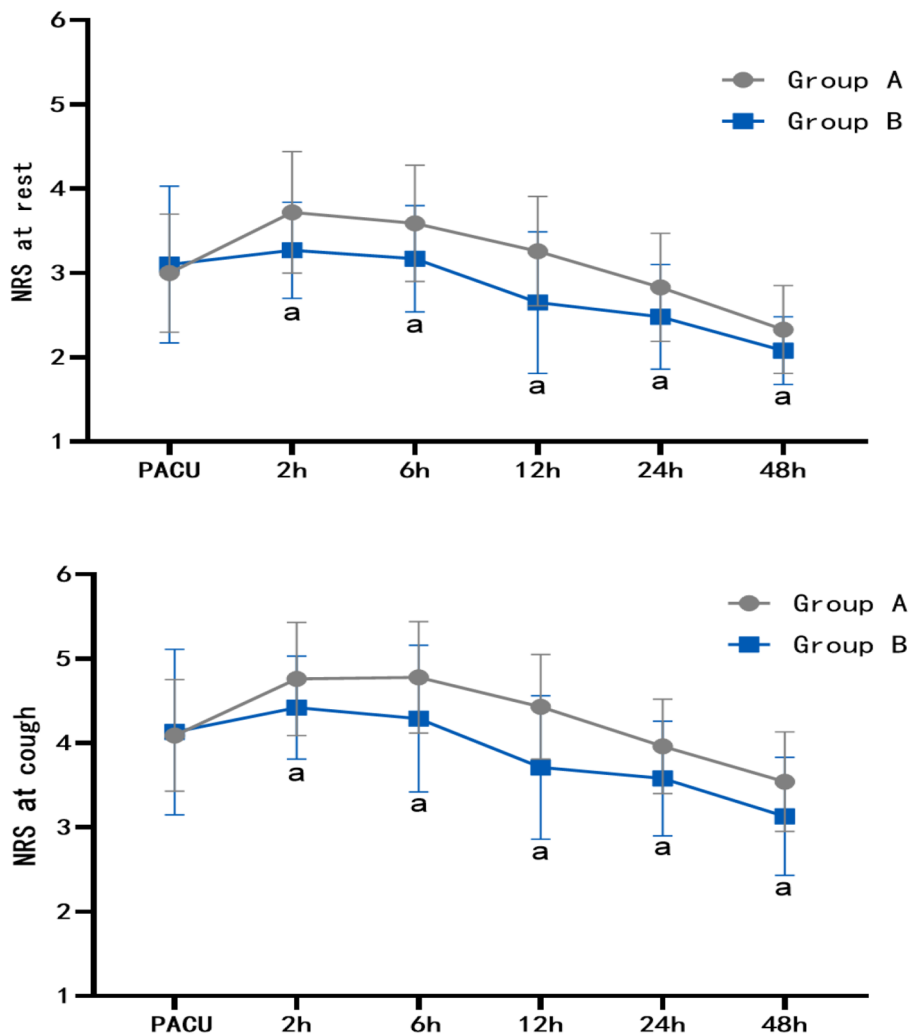 6
Group A
Group B
5
4
NRS at rest
3
2
a a a a a
1
PACU 2h 6h 12h 24h 48h
6
Group A
Group B
5
4
NRS at cough
3
2
a a a a a
1
PACU 2h 6h 12h 24h 48h